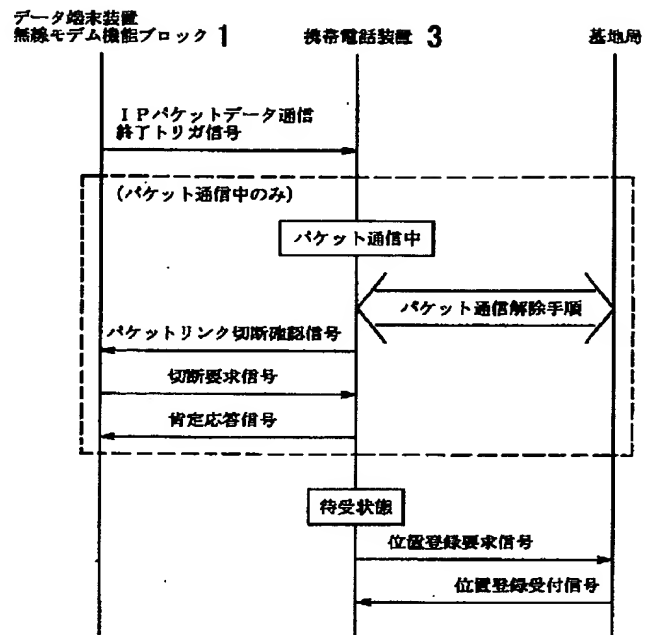 データ端末装置
無線モデム機能ブロック 1
携帯電話装置 3
基地局
ＩＰパケットデータ通信
終了トリガ信号
(パケット通信中のみ)
パケット通信中
パケット通信解除手順
パケットリンク切断確認信号
切断要求信号
肯定応答信号
待受状態
位置登録要求信号
位置登録受付信号